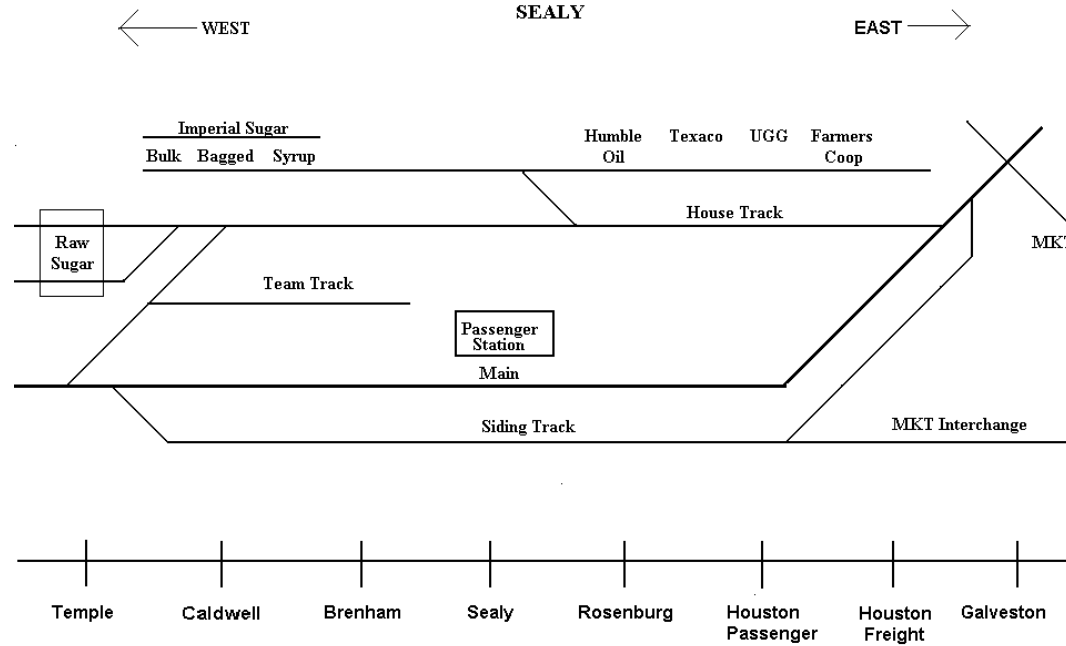 SEALY
WEST
EAST
Imperial Sugar
Bulk Bagged Syrup
Humble
Oil
Texaco
UGG
Farmers
Coop
House Track
MKT
Raw
Sugar
Team Track
Passenger
Station
Main
Siding Track
MKT Interchange
Temple
Caldwell
Brenham
Sealy
Rosenburg
Houston
Passenger
Houston
Freight
Galveston